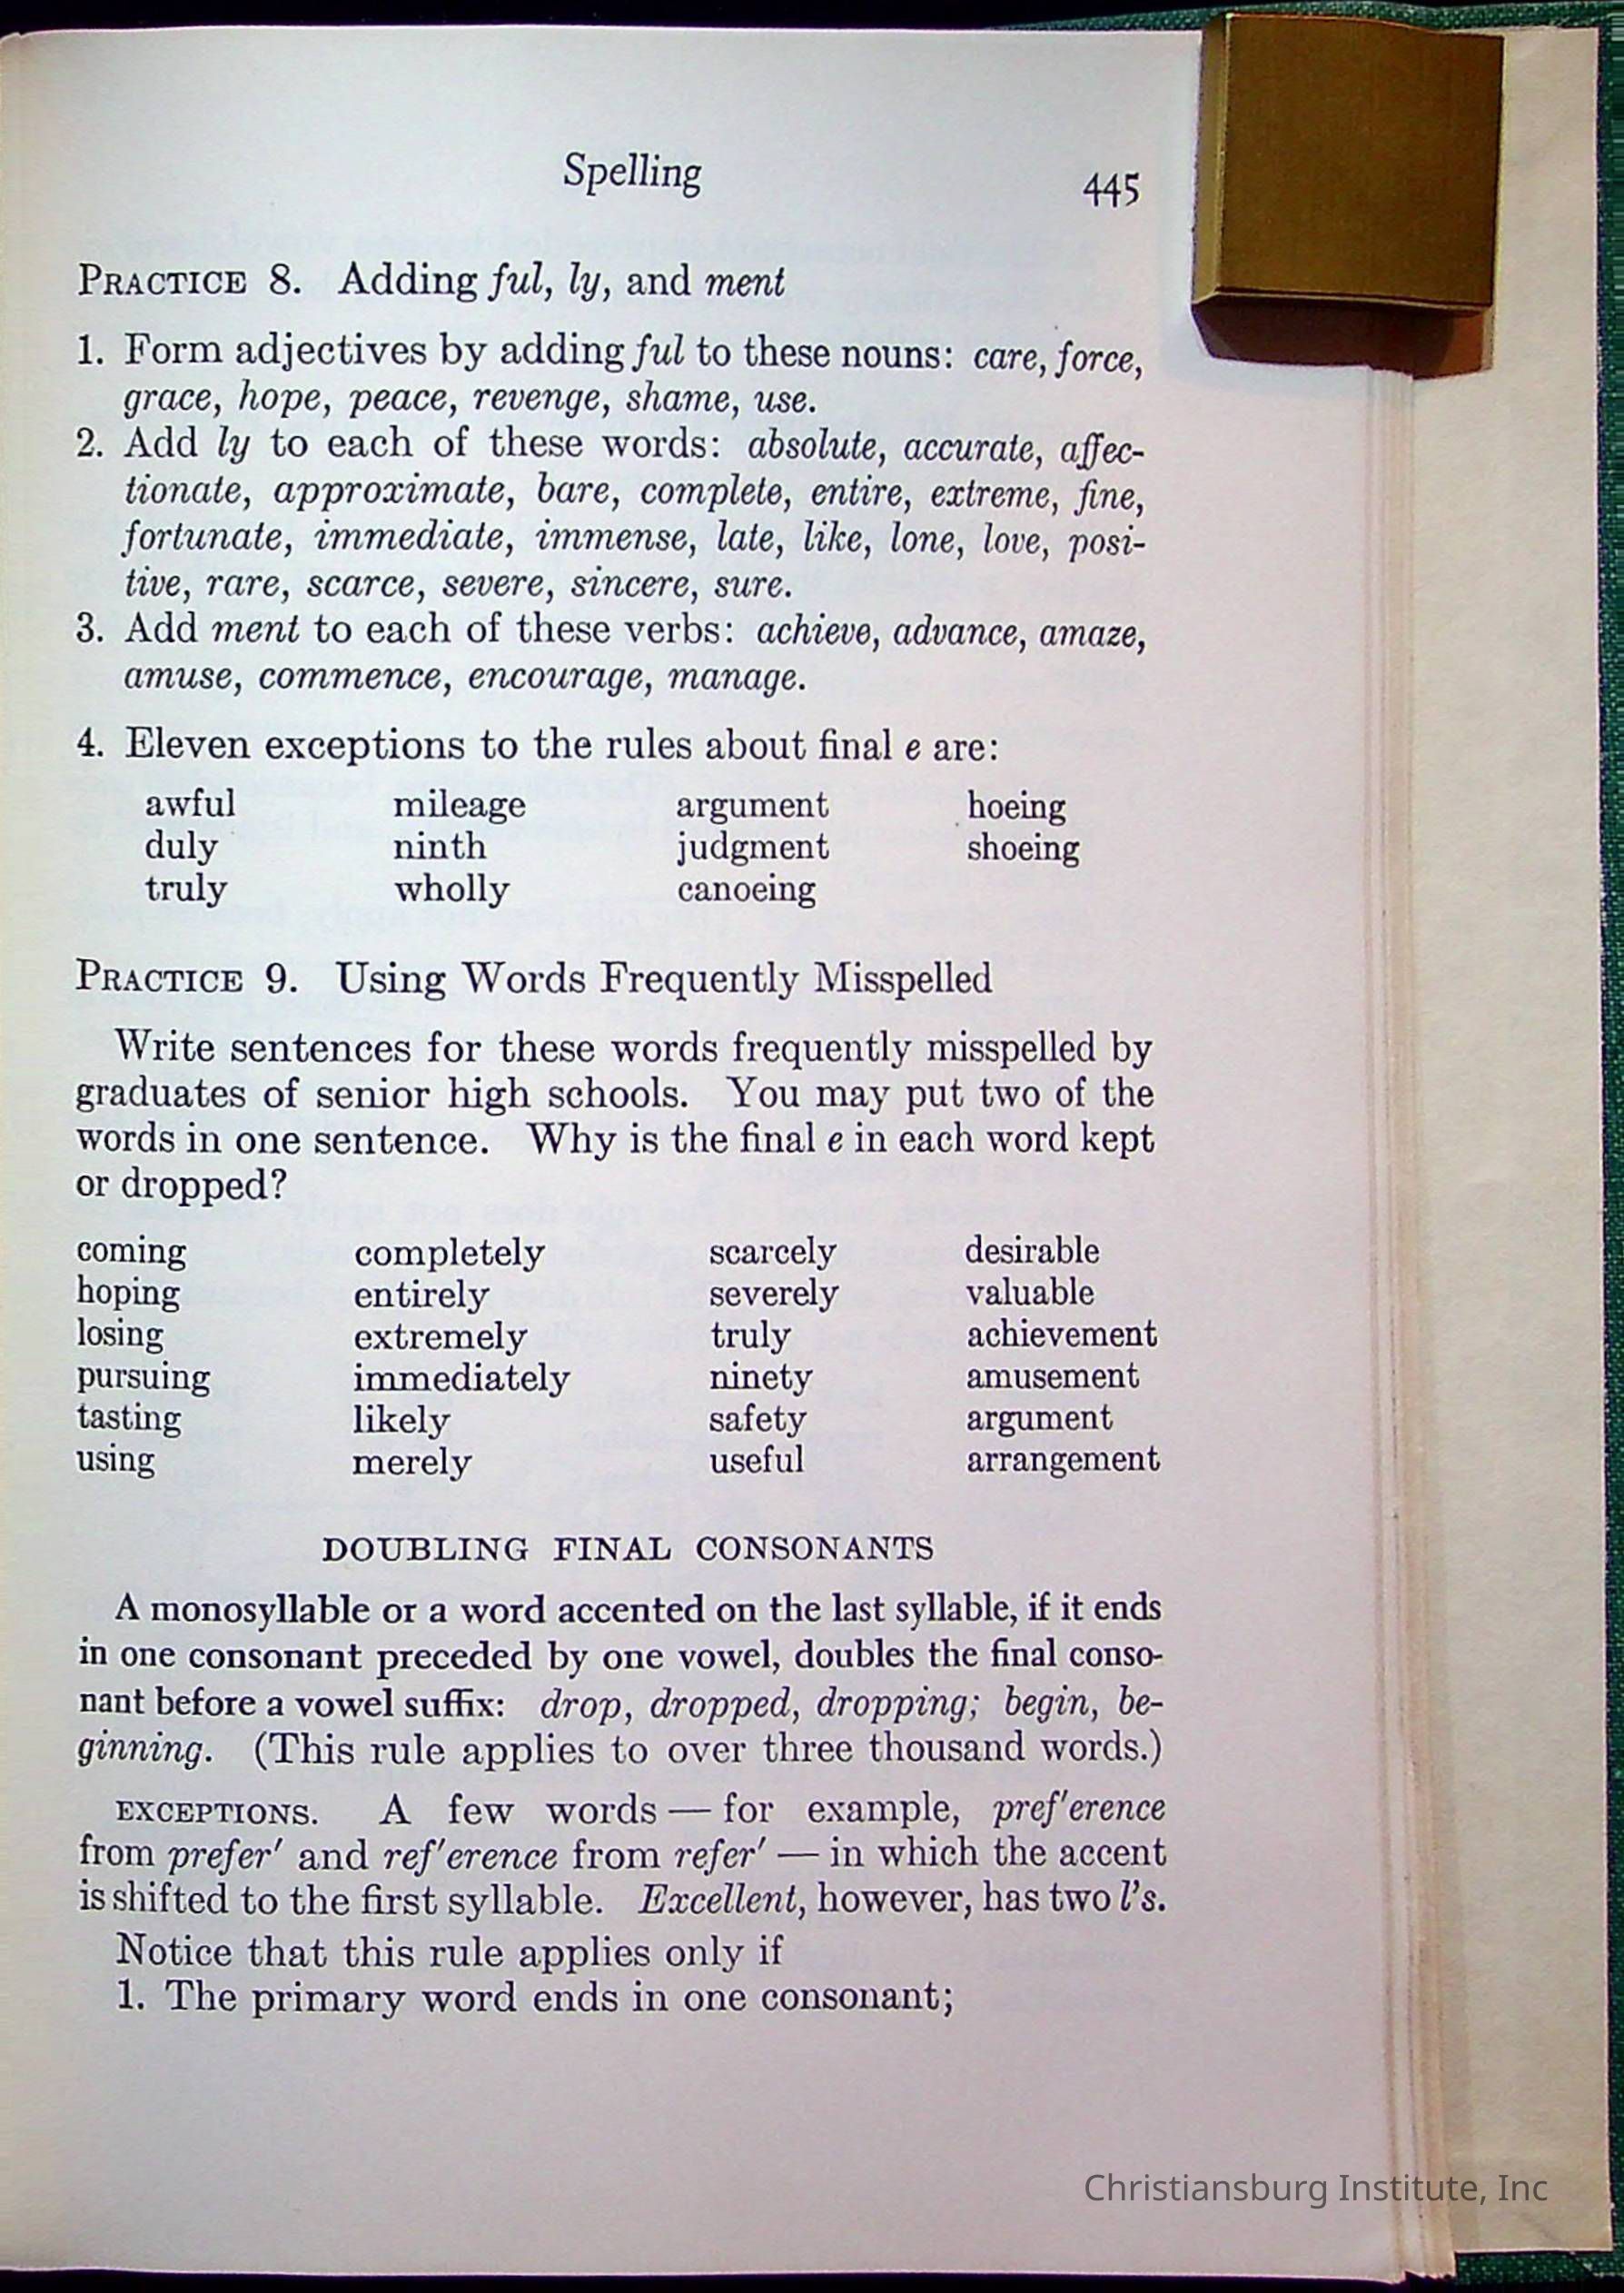 Spelling 445
PRACTICE 8. Adding ful, ly, and ment
1. Form adjectives by adding ful to these nouns: care, force,
grace, hope, peace, revenge, shame, use.
2. Add ly to each of these words: absolute, accurate, affec-
tionate, approximate, bare, complete, entire, extreme, fine,
fortunate, immediate, immense, late, like, lone, love, posi-
tive, rare, scarce, severe, sincere, sure.
3. Add ment to each of these verbs: achieve, advance, amaze,
amuse, commence, encourage, manage.
4. Eleven exceptions to the rules about final e are:
awful mileage argument hoeing
duly ninth judgment shoeing
truly wholly canoeing
PRACTICE 9. Using Words Frequently Misspelled
Write sentences for these words frequently misspelled by
graduates of senior high schools. You may put two of the
words in one sentence. Why is the final e in each word kept
or dropped?
coming completely scarcely desirable
hoping entirely severely valuable
losing extremely truly achievement
pursuing immediately ninety amusement
tasting likely safety argument
using merely useful arrangement
DOUBLING FINAL CONSONANTS
A monosyllable or a word accented on the last syllable, if it ends
in one consonant preceded by one vowel, doubles the final conso-
nant before a vowel suffix: drop, dropped, dropping; begin, be-
ginning. (This rule applies to over three thousand words.)
EXCEPTIONS. A few words — for example, pref′erence
from prefer′ and ref′erence from refer′ — in which the accent
is shifted to the first syllable. Excellent, however, has two l's.
Notice that this rule applies only if
1. The primary word ends in one consonant;
Christiansburg Institute, Inc